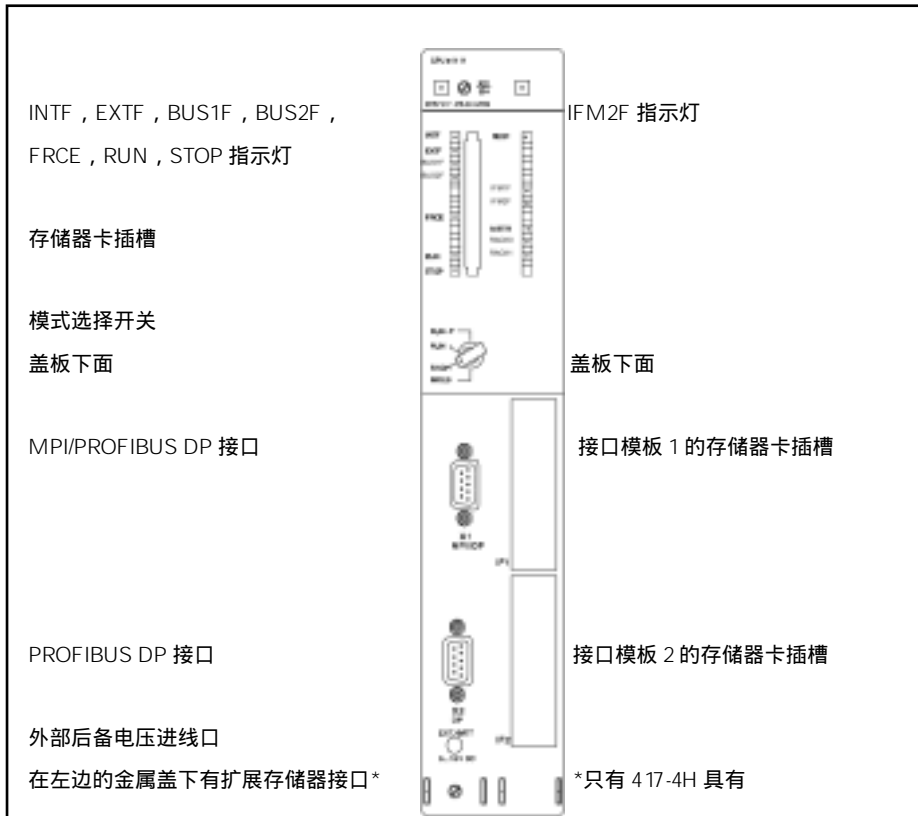 INTF，EXTF，BUS1F，BUS2F，
IFM2F 指示灯
FRCE，RUN，STOP 指示灯
存储器卡插槽
模式选择开关
盖板下面
盖板下面
MPI/PROFIBUS DP 接口
接口模板 1 的存储器卡插槽
PROFIBUS DP 接口
接口模板 2 的存储器卡插槽
外部后备电压进线口
在左边的金属盖下有扩展存储器接口*
*只有 417-4H 具有
EXTF
FRCE
RUN
STOP